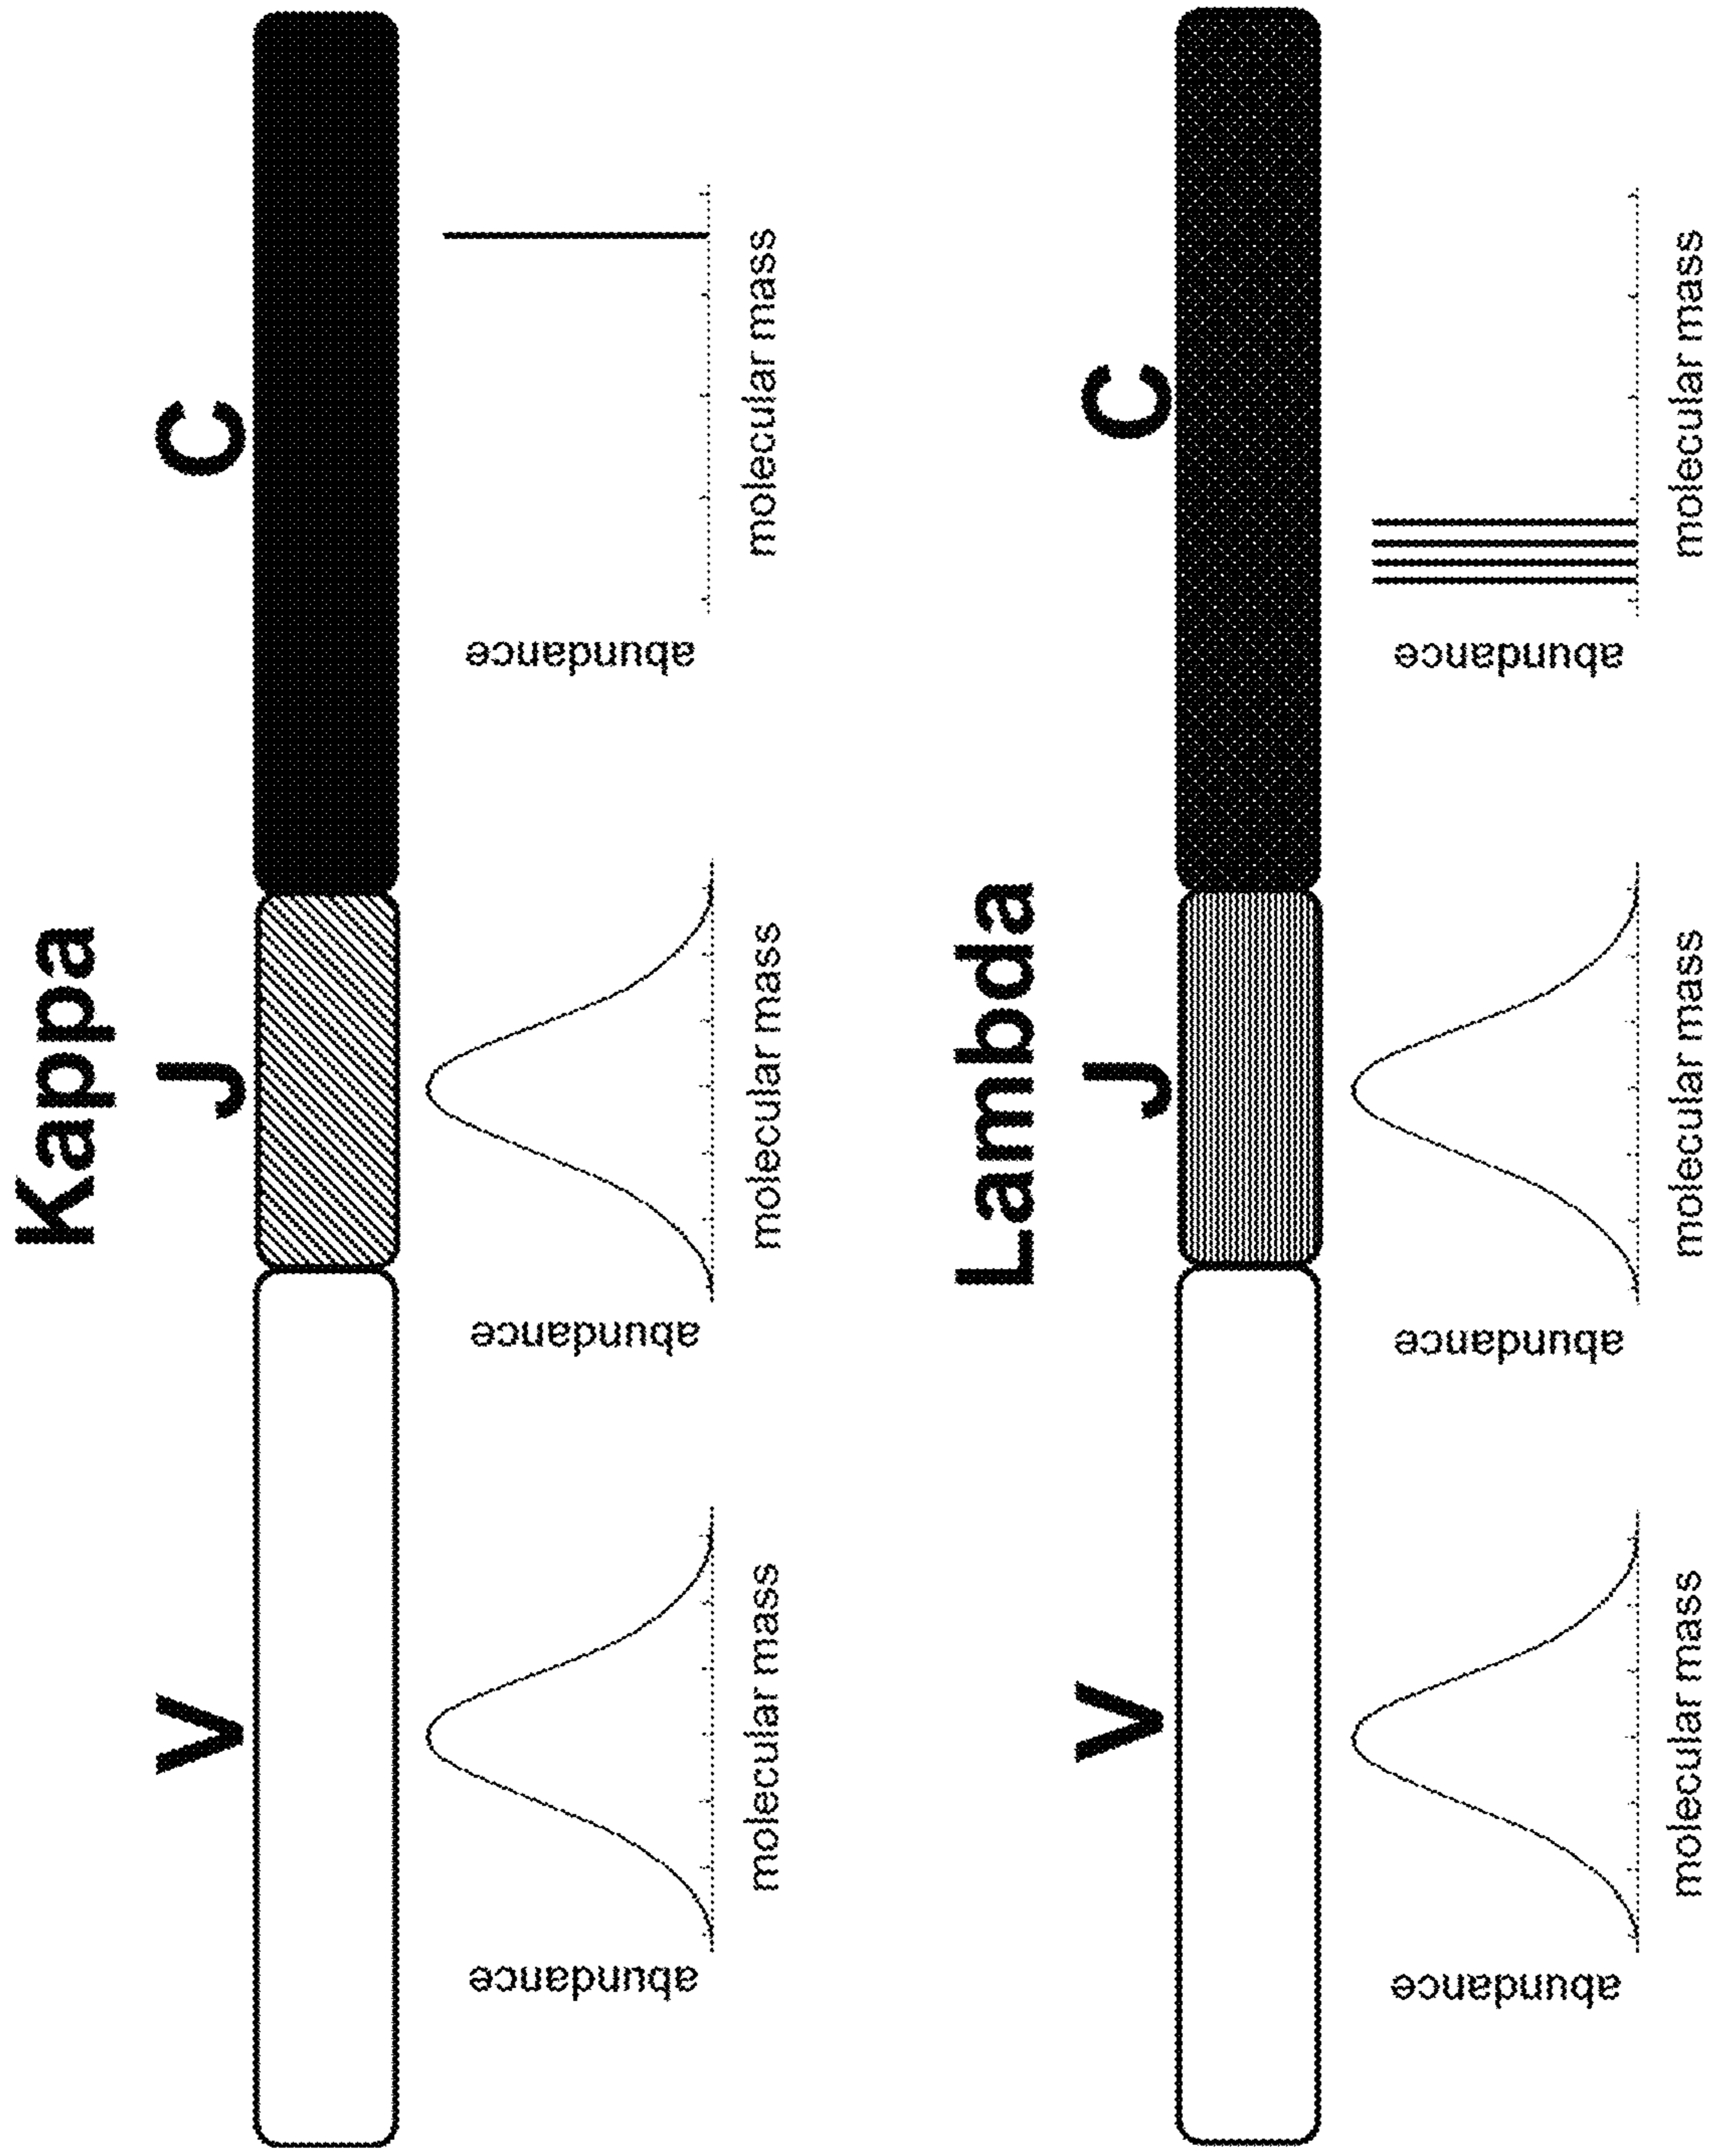 Kappa
V J C
abundance abundance abundance
molecular mass molecular mass molecular mass
Lambda
V J C
abundance abundance abundance
molecular mass molecular mass molecular mass